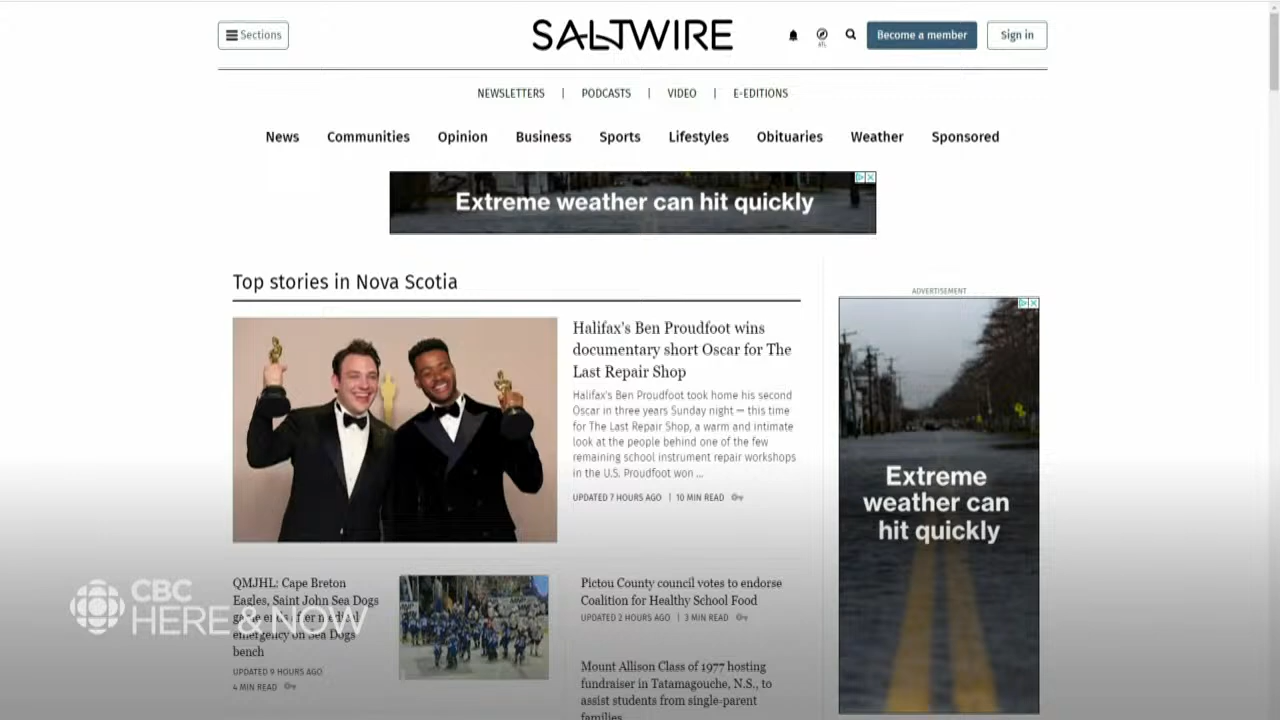 Sections
SALTWIRE
ATL
Become a member
Sign in
NEWSLETTERS | PODCASTS | VIDEO | E-EDITIONS
News Communities Opinion Business Sports Lifestyles Obituaries Weather Sponsored
Extreme weather can hit quickly
Top stories in Nova Scotia
Halifax's Ben Proudfoot wins
documentary short Oscar for The
Last Repair Shop
Halifax's Ben Proudfoot took home his second
Oscar in three years Sunday night — this time
for The Last Repair Shop, a warm and intimate
look at the people behind one of the few
remaining school instrument repair workshops
in the U.S. Proudfoot won ...
UPDATED 7 HOURS AGO | 10 MIN READ
ADVERTISEMENT
Extreme
weather can
hit quickly
QMJHL: Cape Breton
Eagles, Saint John Sea Dogs
game ends after medical
emergency on Sea Dogs
bench
UPDATED 9 HOURS AGO
4 MIN READ
Pictou County council votes to endorse
Coalition for Healthy School Food
UPDATED 2 HOURS AGO | 3 MIN READ
Mount Allison Class of 1977 hosting
fundraiser in Tatamagouche, N.S., to
assist students from single-parent
families
CBC
HERE & NOW